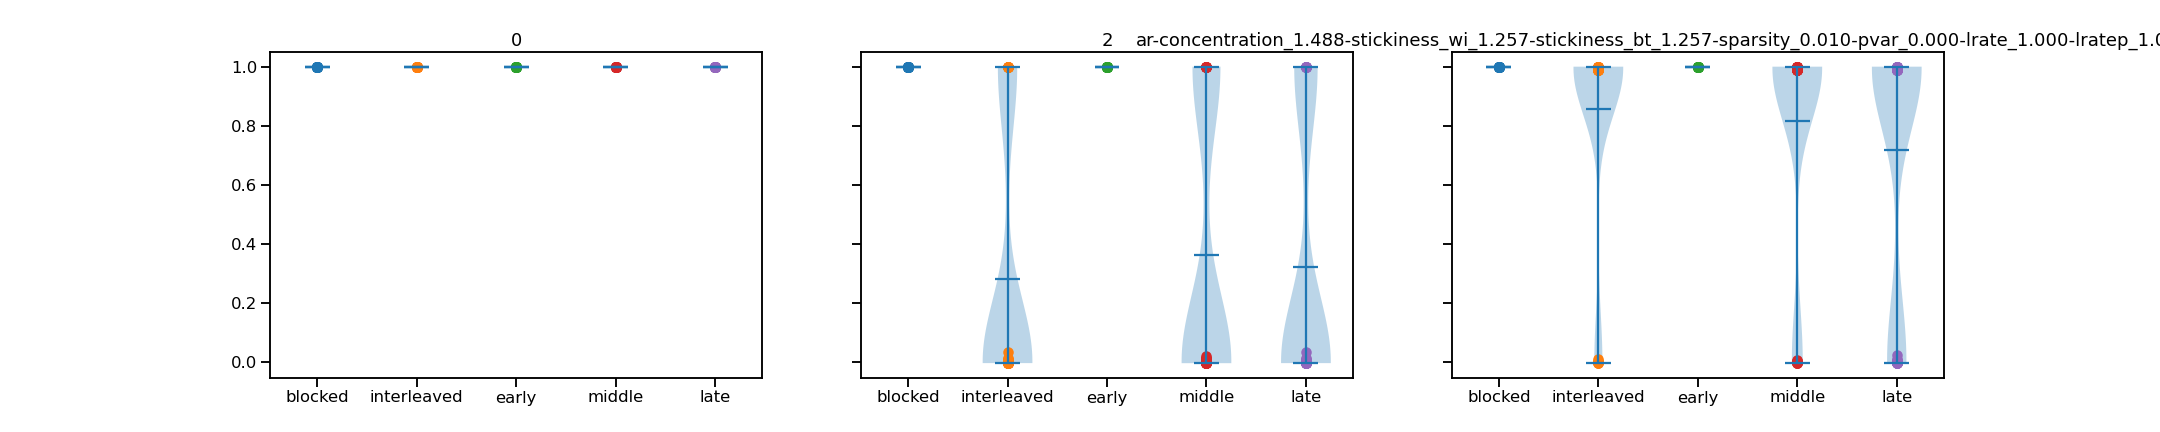 0
2
ar-concentration_1.488-stickiness_wi_1.257-stickiness_bt_1.257-sparsity_0.010-pvar_0.000-lrate_1.000-lratep_1.0
1.0
0.8
0.6
0.4
0.2
0.0
blocked interleaved early middle late
blocked interleaved early middle late
blocked interleaved early middle late